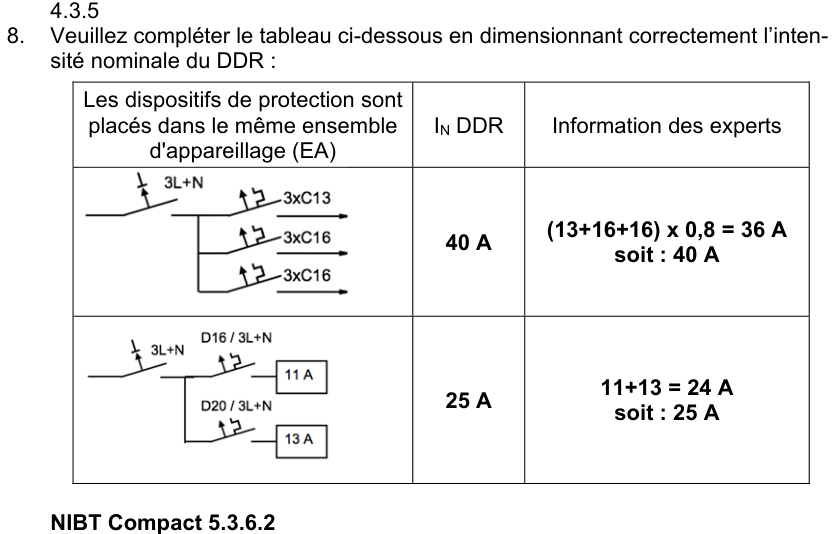 4.3.5
8. Veuillez compléter le tableau ci-dessous en dimensionnant correctement l'inten-
sité nominale du DDR :
Les dispositifs de protection sont
placés dans le même ensemble
d'appareillage (EA)
I_N DDR
Information des experts
3L+N
3xC13
3xC16
3xC16
40 A
(13+16+16) x 0,8 = 36 A
soit : 40 A
3L+N
D16 / 3L+N
11 A
D20 / 3L+N
13 A
25 A
11+13 = 24 A
soit : 25 A
NIBT Compact 5.3.6.2